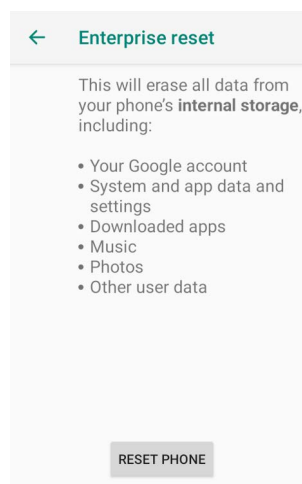 Enterprise reset
This will erase all data from
your phone's internal storage,
including:
• Your Google account
• System and app data and
settings
• Downloaded apps
• Music
• Photos
• Other user data
RESET PHONE